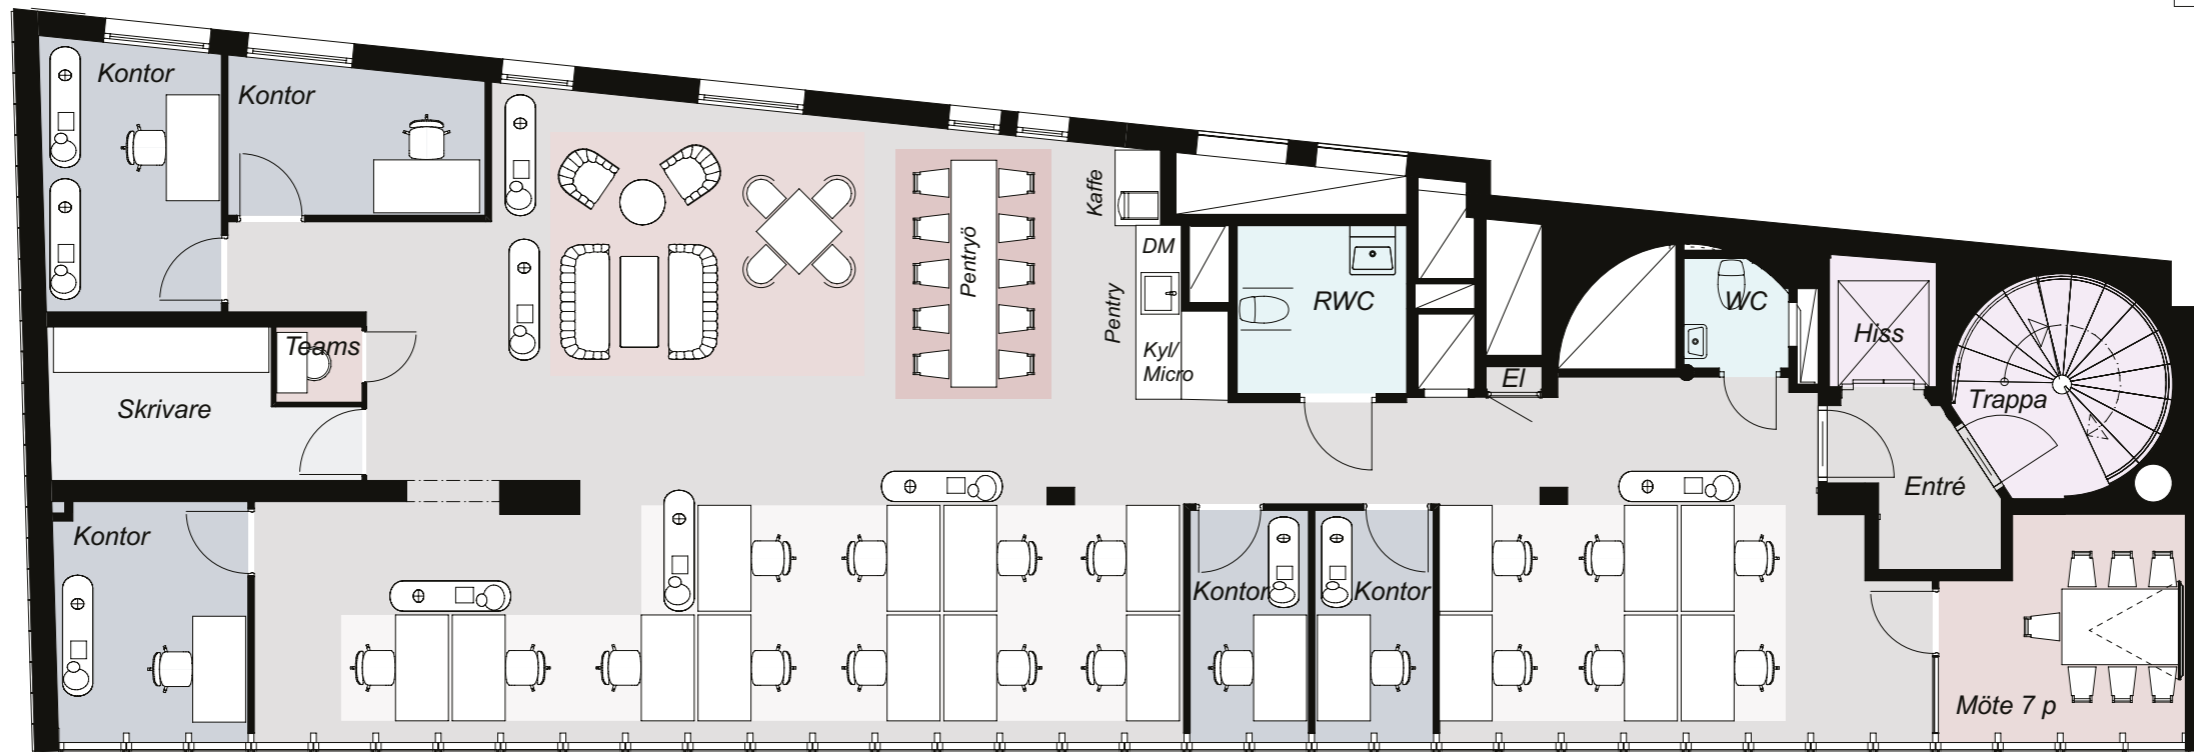 Kontor
Kontor
Kaffe
DM
Pentryö
Pentry
Kyl/
Micro
RWC
WC
Hiss
El
Teams
Skrivare
Trappa
Entré
Kontor
Kontor
Kontor
Möte 7 p